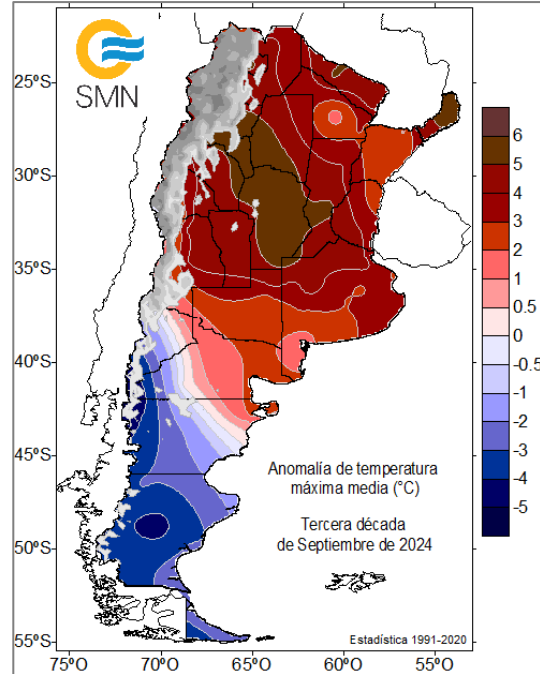 SMN
25ºS
30ºS
35ºS
40ºS
45ºS
50ºS
55ºS
75ºO
70ºO
65ºO
60ºO
55ºO
6
5
4
3
2
1
0.5
0
-0.5
-1
-2
-3
-4
-5
Anomalía de temperatura
máxima media (°C)
Tercera década
de Septiembre de 2024
Estadística 1991-2020